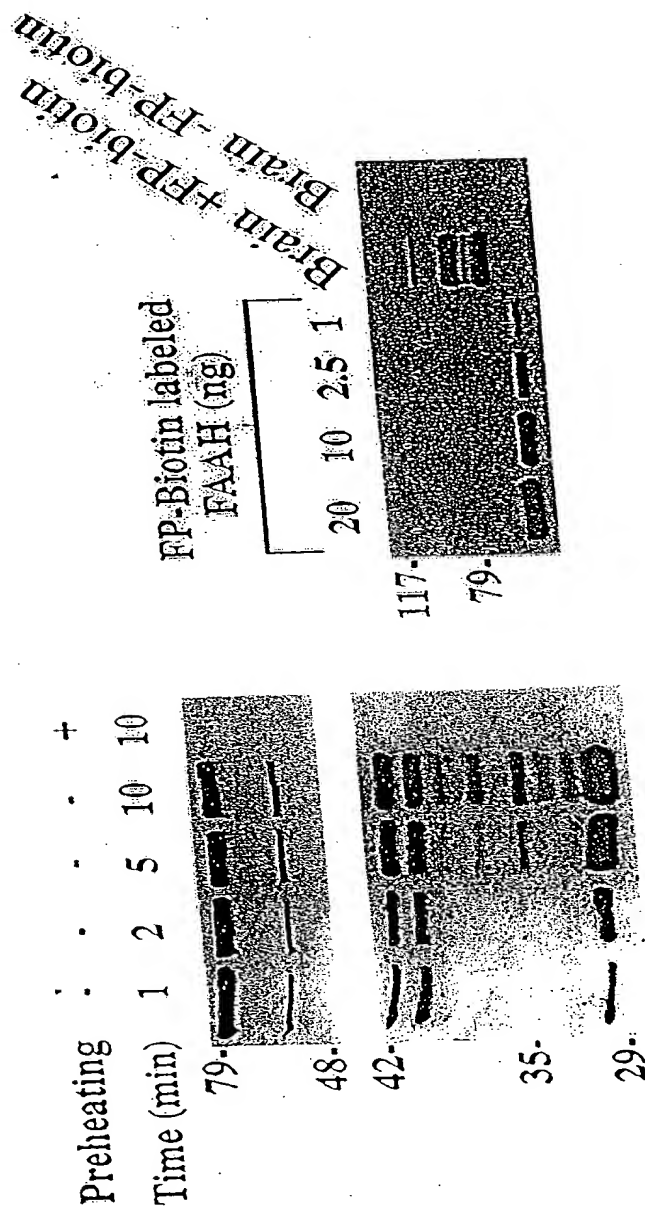 Preheating - - - - +
Time (min) 1 2 5 10 10
79-
48-
42-
35-
29-
FP-Biotin labeled
FAAH (ng)
20 10 2.5 1
Brain +FP-biotin
Brain - FP-biotin
117-
79-